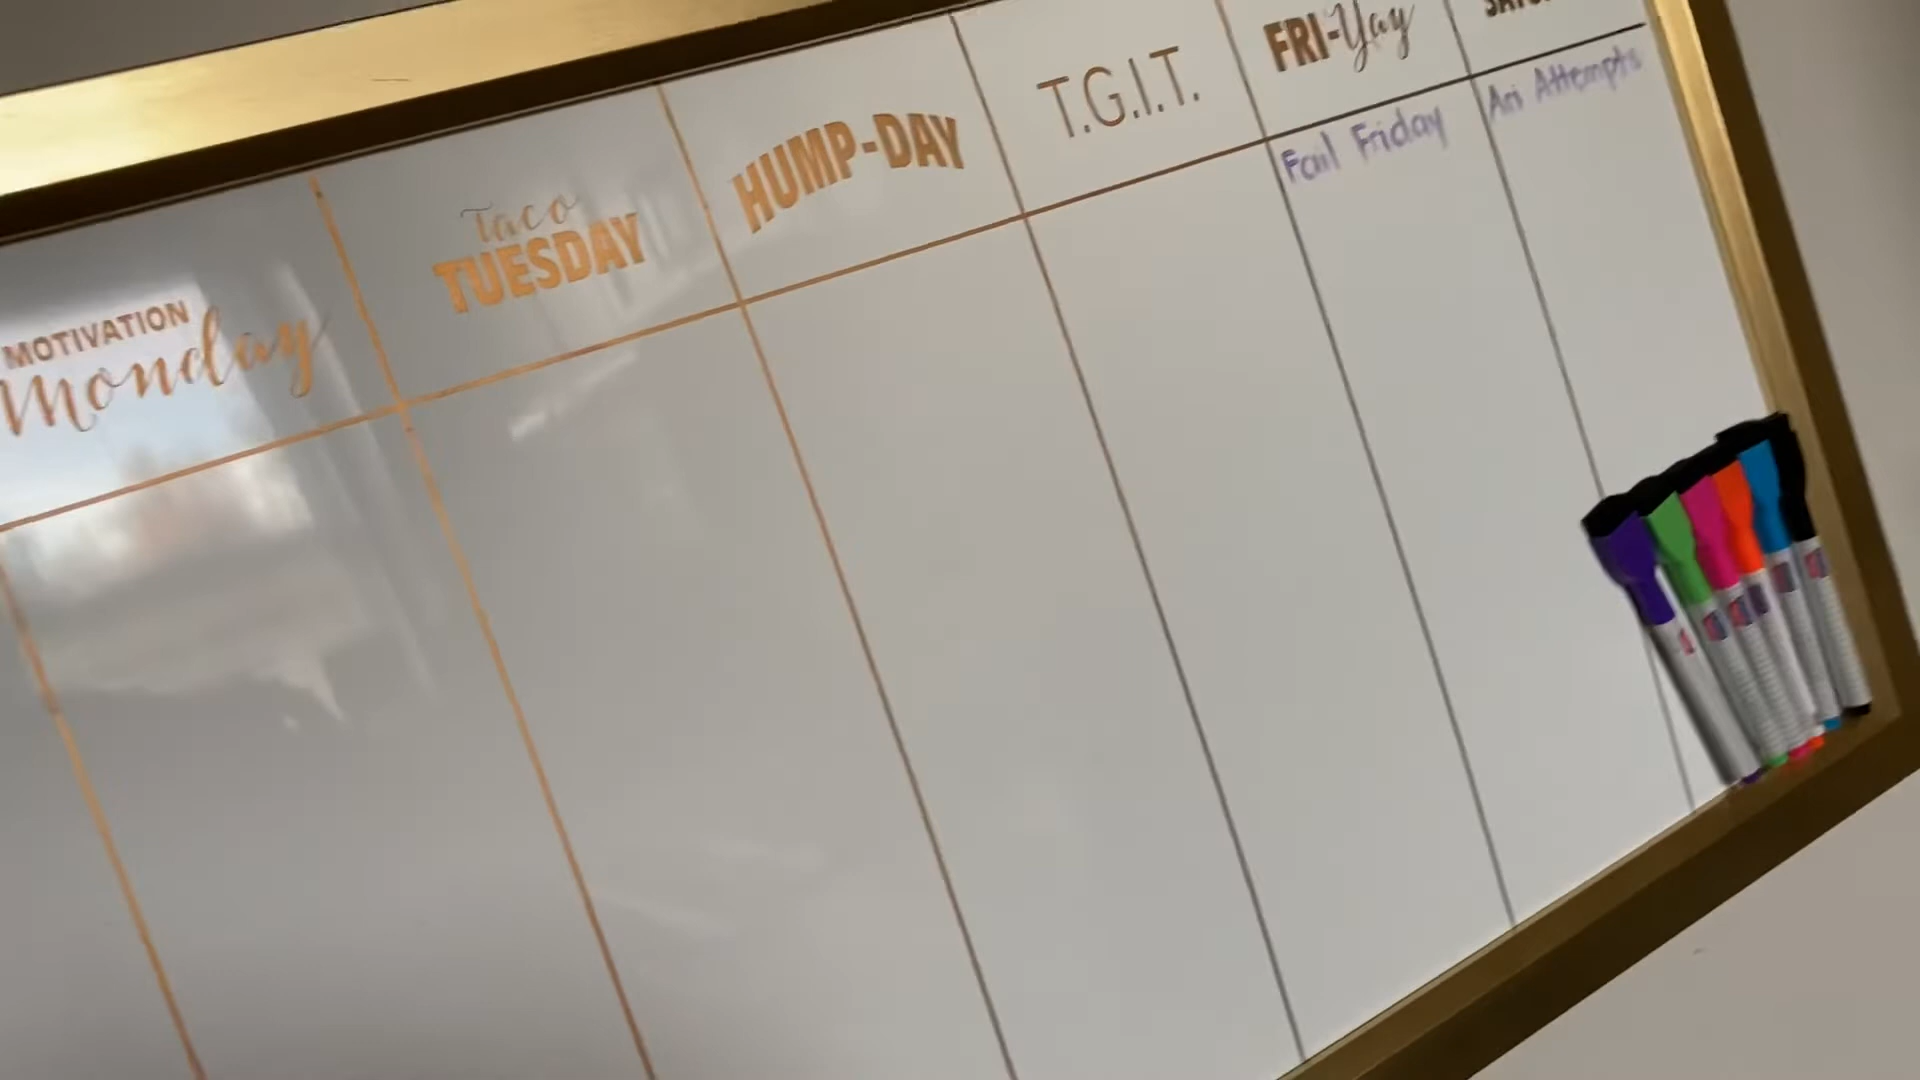 MOTIVATION
Monday
Taco
TUESDAY
HUMP-DAY
T.G.I.T.
FRI-Yay
Fail Friday
Ari Attempts